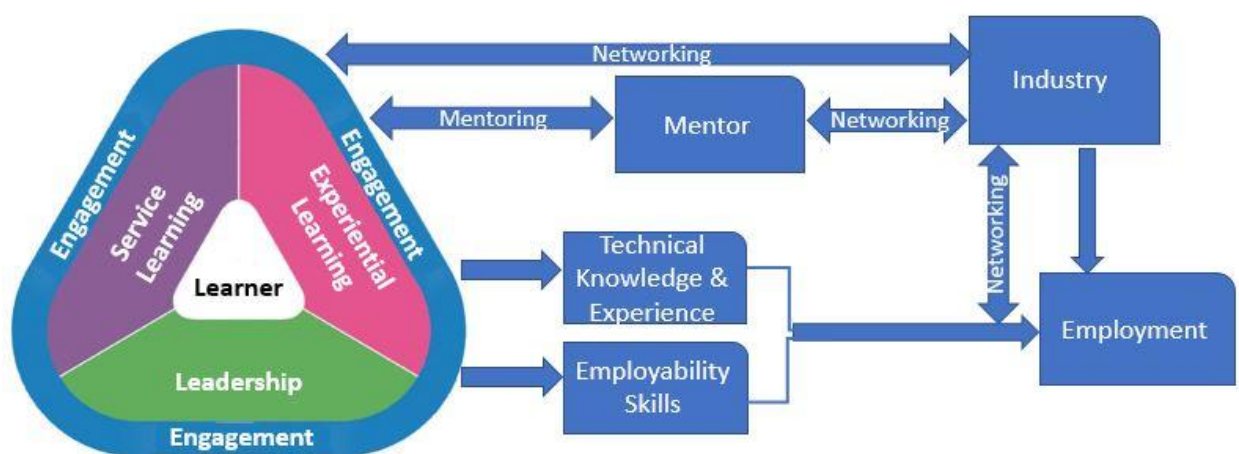 Networking
Industry
Mentoring
Mentor
Networking
Engagement
Engagement
Service
Learning
Experiential
Learning
Learner
Leadership
Engagement
Technical
Knowledge &
Experience
Employability
Skills
Networking
Employment